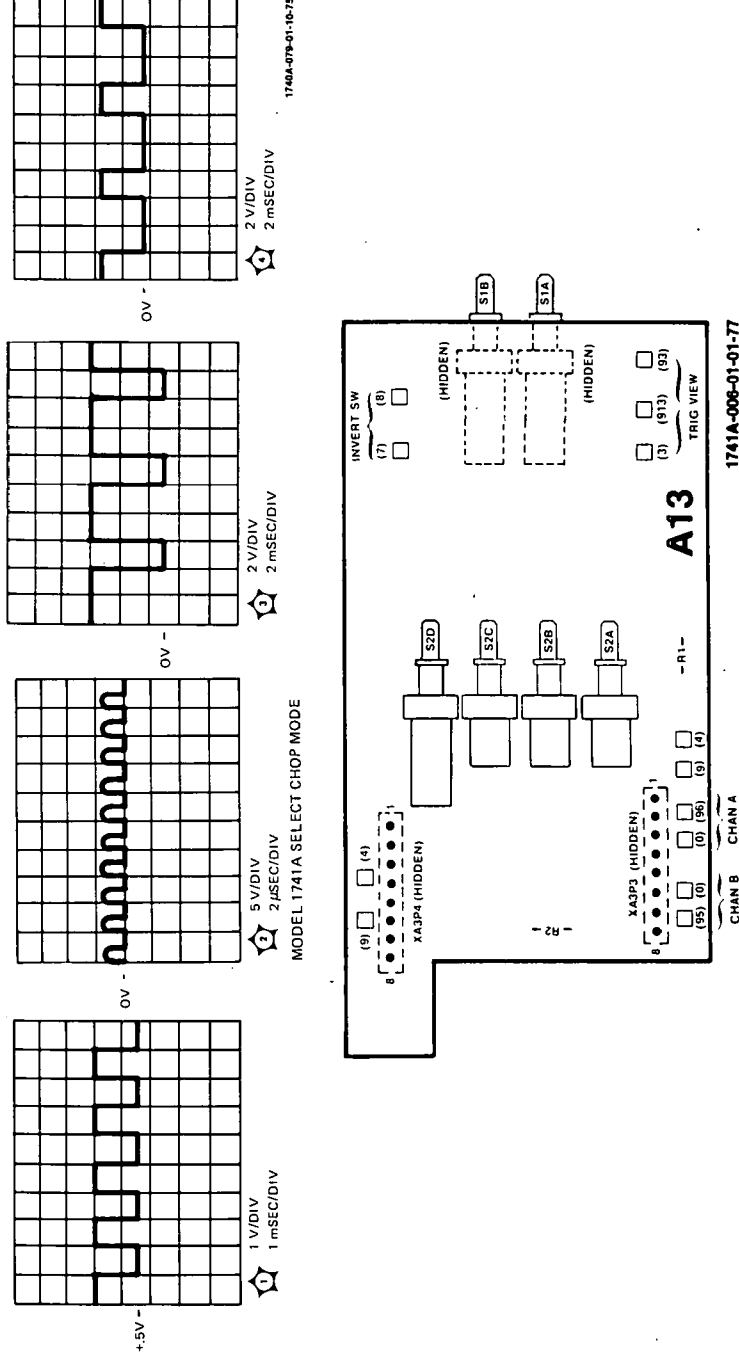 +.5V -
1
1 V/DIV
1 mSEC/DIV
0V -
2
5 V/DIV
2 µSEC/DIV
MODEL 1741A SELECT CHOP MODE
0V -
3
2 V/DIV
2 mSEC/DIV
0V -
4
2 V/DIV
2 mSEC/DIV
1740A-079-01-10-75
(9) (4)
8 1
XA3P4 (HIDDEN)
INVERT SW
(7) (8)
S2D
S2C
S2B
S2A
(HIDDEN)
S1B
S1A
(HIDDEN)
-R2-
-R1-
XA3P3 (HIDDEN)
8 1
(95) (0) (0) (96) (9) (4)
CHAN B CHAN A
A13
(3) (913) (93)
TRIG VIEW
1741A-006-01-01-77